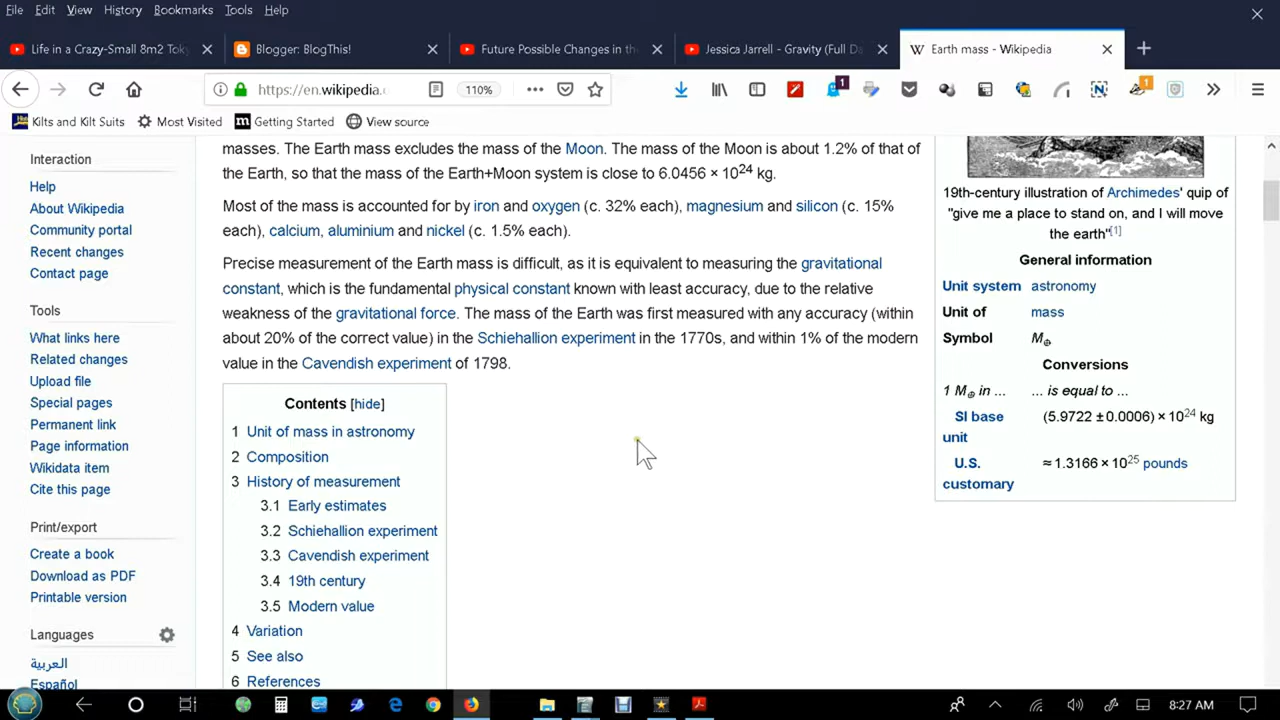 File Edit View History Bookmarks Tools Help
Life in a Crazy-Small 8m2 Tok
Blogger: BlogThis!
Future Possible Changes in the
Jessica Jarrell - Gravity (Full Da
Earth mass - Wikipedia
https://en.wikipedia.o
110%
1
1
Kilts and Kilt Suits
Most Visited
Getting Started
View source
Interaction
Help
About Wikipedia
Community portal
Recent changes
Contact page
Tools
What links here
Related changes
Upload file
Special pages
Permanent link
Page information
Wikidata item
Cite this page
Print/export
Create a book
Download as PDF
Printable version
Languages
العربية
Español
masses. The Earth mass excludes the mass of the Moon. The mass of the Moon is about 1.2% of that of
the Earth, so that the mass of the Earth+Moon system is close to 6.0456 × 10²⁴ kg.
Most of the mass is accounted for by iron and oxygen (c. 32% each), magnesium and silicon (c. 15%
each), calcium, aluminium and nickel (c. 1.5% each).
Precise measurement of the Earth mass is difficult, as it is equivalent to measuring the gravitational
constant, which is the fundamental physical constant known with least accuracy, due to the relative
weakness of the gravitational force. The mass of the Earth was first measured with any accuracy (within
about 20% of the correct value) in the Schiehallion experiment in the 1770s, and within 1% of the modern
value in the Cavendish experiment of 1798.
Contents [hide]
1 Unit of mass in astronomy
2 Composition
3 History of measurement
3.1 Early estimates
3.2 Schiehallion experiment
3.3 Cavendish experiment
3.4 19th century
3.5 Modern value
4 Variation
5 See also
6 References
19th-century illustration of Archimedes' quip of
"give me a place to stand on, and I will move
the earth"[1]
General information
Unit system astronomy
Unit of mass
Symbol M⊕
Conversions
1 M⊕ in ... ... is equal to ...
SI base (5.9722 ± 0.0006) × 10²⁴ kg
unit
U.S. ≈ 1.3166 × 10²⁵ pounds
customary
8:27 AM